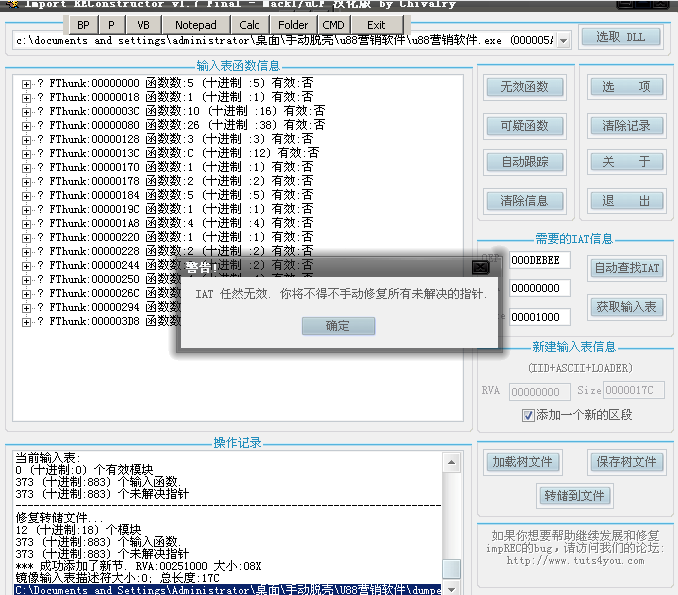 Import REConstructor v1.7 Final - MackT/uCF 汉化版 by Chivalry
BP P VB Notepad Calc Folder CMD Exit
c:\documents and settings\administrator\桌面\手动脱壳\u88营销软件\u88营销软件.exe (000005A
选取 DLL
输入表函数信息
? FThunk:00000000 函数数:5 (十进制 :5) 有效:否
? FThunk:00000018 函数数:1 (十进制 :1) 有效:否
? FThunk:0000003C 函数数:10 (十进制 :16) 有效:否
? FThunk:00000080 函数数:26 (十进制 :38) 有效:否
? FThunk:00000128 函数数:3 (十进制 :3) 有效:否
? FThunk:0000013C 函数数:C (十进制 :12) 有效:否
? FThunk:00000170 函数数:1 (十进制 :1) 有效:否
? FThunk:00000178 函数数:2 (十进制 :2) 有效:否
? FThunk:00000184 函数数:5 (十进制 :5) 有效:否
? FThunk:0000019C 函数数:1 (十进制 :1) 有效:否
? FThunk:000001A8 函数数:4 (十进制 :4) 有效:否
? FThunk:00000220 函数数:1 (十进制 :1) 有效:否
? FThunk:00000228 函数数:2 (十进制 :2) 有效:否
? FThunk:00000244 函数
? FThunk:00000250 函数
? FThunk:0000026C 函数
? FThunk:00000294 函数
? FThunk:000003D8 函数
无效函数
可疑函数
自动跟踪
清除信息
选 项
清除记录
关 于
退 出
警告!
IAT 任然无效. 你将不得不手动修复所有未解决的指针.
确定
需要的IAT信息
000DEBEE
00000000
00001000
自动查找IAT
获取输入表
新建输入表信息
(IID+ASCII+LOADER)
RVA 00000000 Size 0000017C
添加一个新的区段
操作记录
当前输入表:
0 (十进制:0) 个有效模块
373 (十进制:883) 个输入函数.
373 (十进制:883) 个未解决指针
修复转储文件...
12 (十进制:18) 个模块
373 (十进制:883) 个输入函数.
373 (十进制:883) 个未解决指针
*** 成功添加了新节. RVA:00251000 大小:08X
镜像输入表描述符大小:0; 总长度:17C
C:\Documents and Settings\Administrator\桌面\手动脱壳\U88营销软件\dumpe
加载树文件
保存树文件
转储到文件
如果你想要帮助继续发展和修复
impREC的bug,请访问我们的论坛:
http://www.tuts4you.com